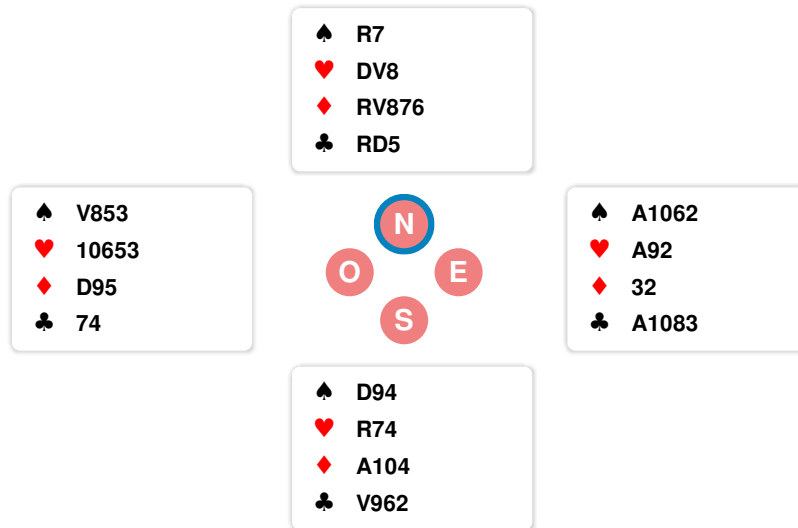 ♠ R7
♥ DV8
♦ RV876
♣ RD5
♠ V853
♥ 10653
♦ D95
♣ 74
N
O
E
S
♠ A1062
♥ A92
♦ 32
♣ A1083
♠ D94
♥ R74
♦ A104
♣ V962